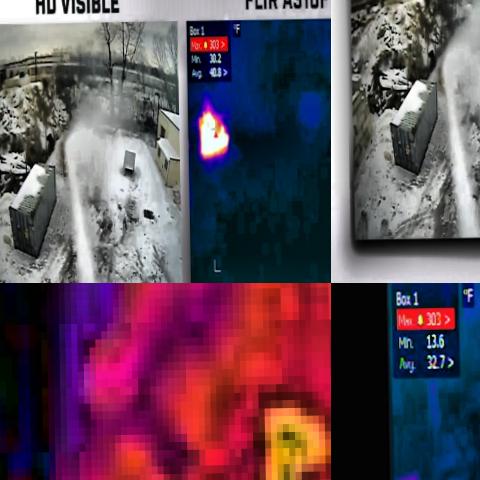 HD VISIBLE
FLIR A310f
Box 1 °F
Max 303 >
Min. 30.2
Avg. 40.8 >
Box 1 °F
Max. 303 >
Min. 13.6
Avg. 32.7 >